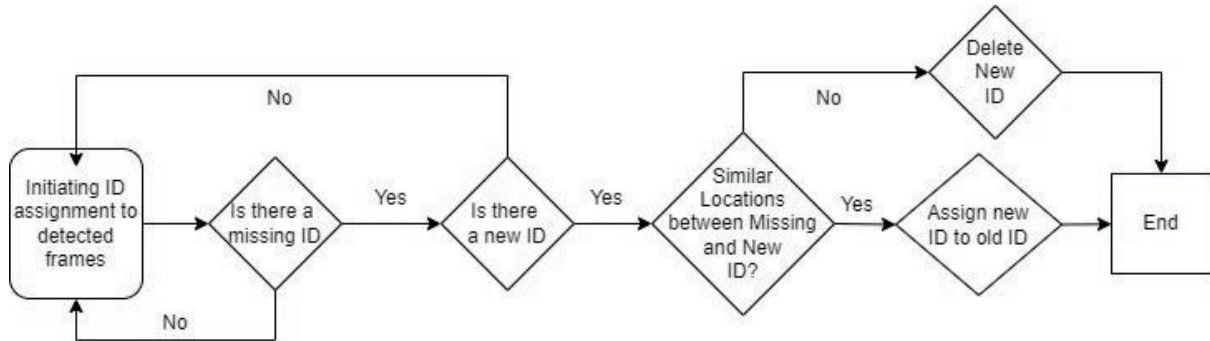 Delete
New
ID
No
No
Initiating ID
assignment to
detected
frames
Is there a
missing ID
Yes
Is there
a new ID
Yes
Similar
Locations
between Missing
and New
ID?
Yes
Assign new
ID to old ID
End
No